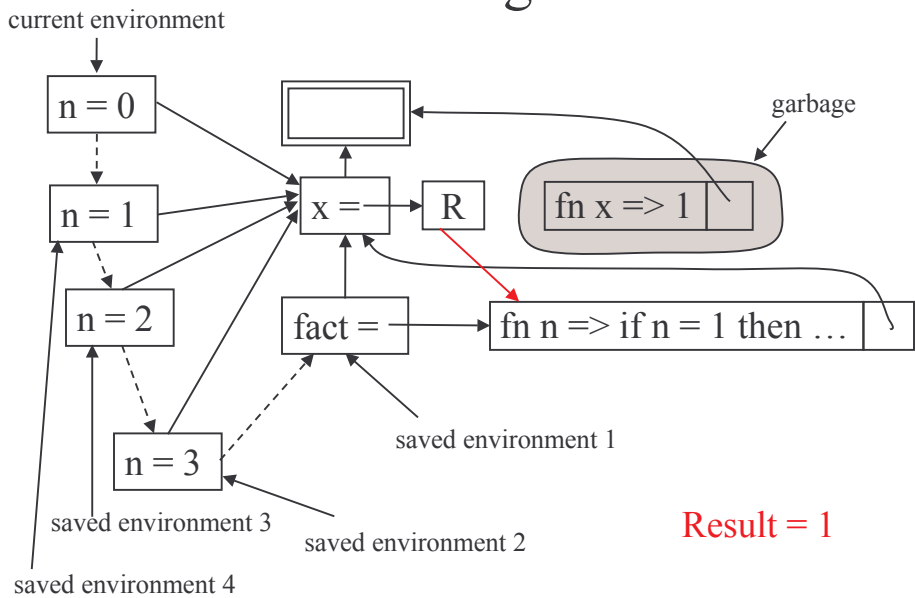 current environment
n = 0
garbage
n = 1
x =
R
fn x => 1
n = 2
fact =
fn n => if n = 1 then …
saved environment 1
n = 3
saved environment 3
saved environment 2
Result = 1
saved environment 4